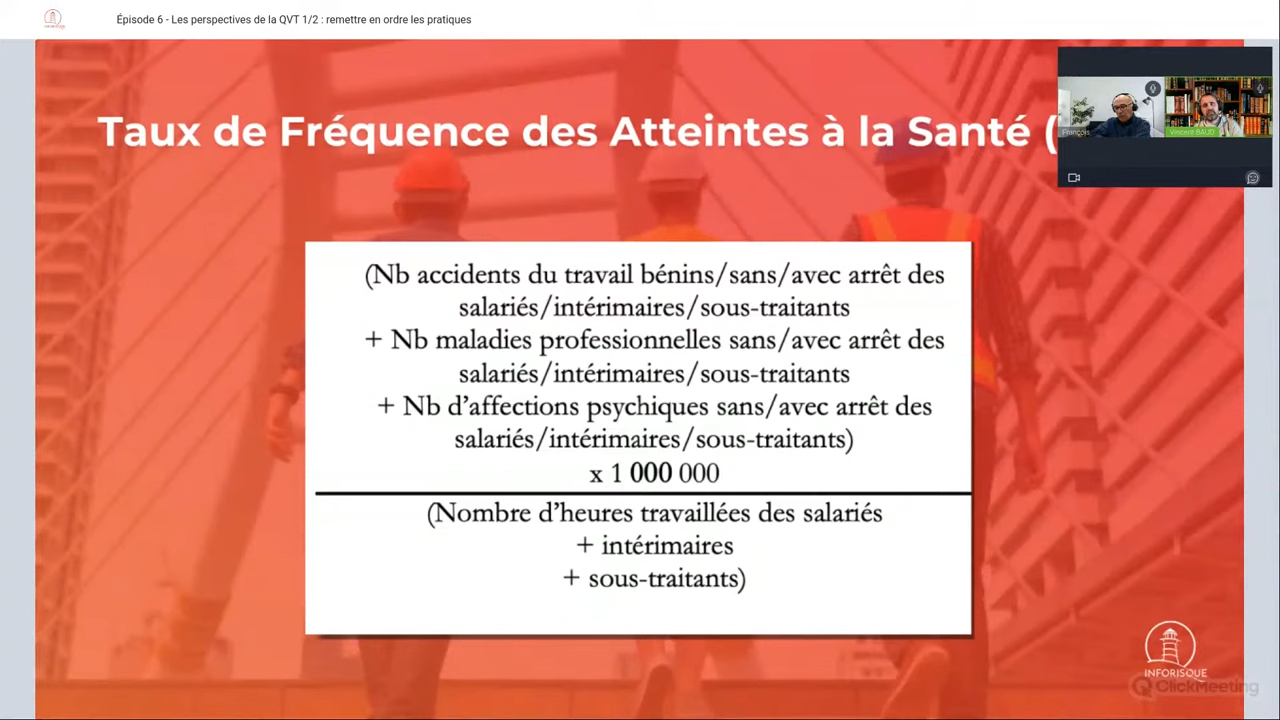 Épisode 6 - Les perspectives de la QVT 1/2 : remettre en ordre les pratiques
Taux de Fréquence des Atteintes à la Santé (
François
Vincent BAUD
(Nb accidents du travail bénins/sans/avec arrêt des
salariés/intérimaires/sous-traitants
+ Nb maladies professionnelles sans/avec arrêt des
salariés/intérimaires/sous-traitants
+ Nb d’affections psychiques sans/avec arrêt des
salariés/intérimaires/sous-traitants)
x 1 000 000
(Nombre d’heures travaillées des salariés
+ intérimaires
+ sous-traitants)
INFORISQUE
ClickMeeting